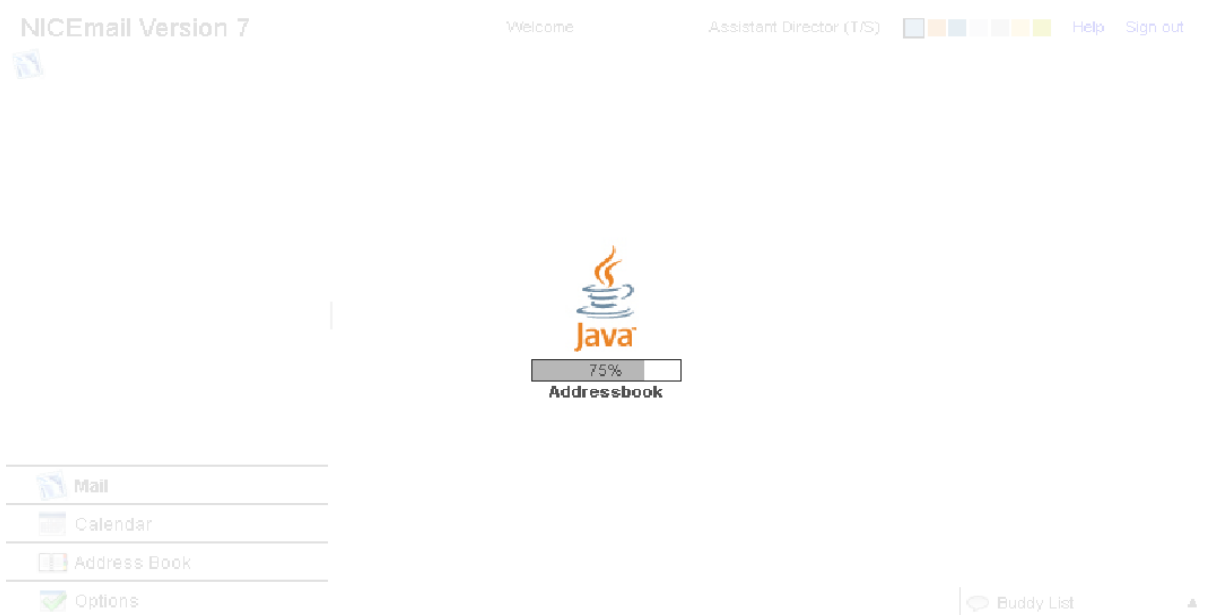 NICEmail Version 7
Welcome
Assistant Director (T/S)
Help
Sign out
Java
75%
Addressbook
Mail
Calendar
Address Book
Options
Buddy List